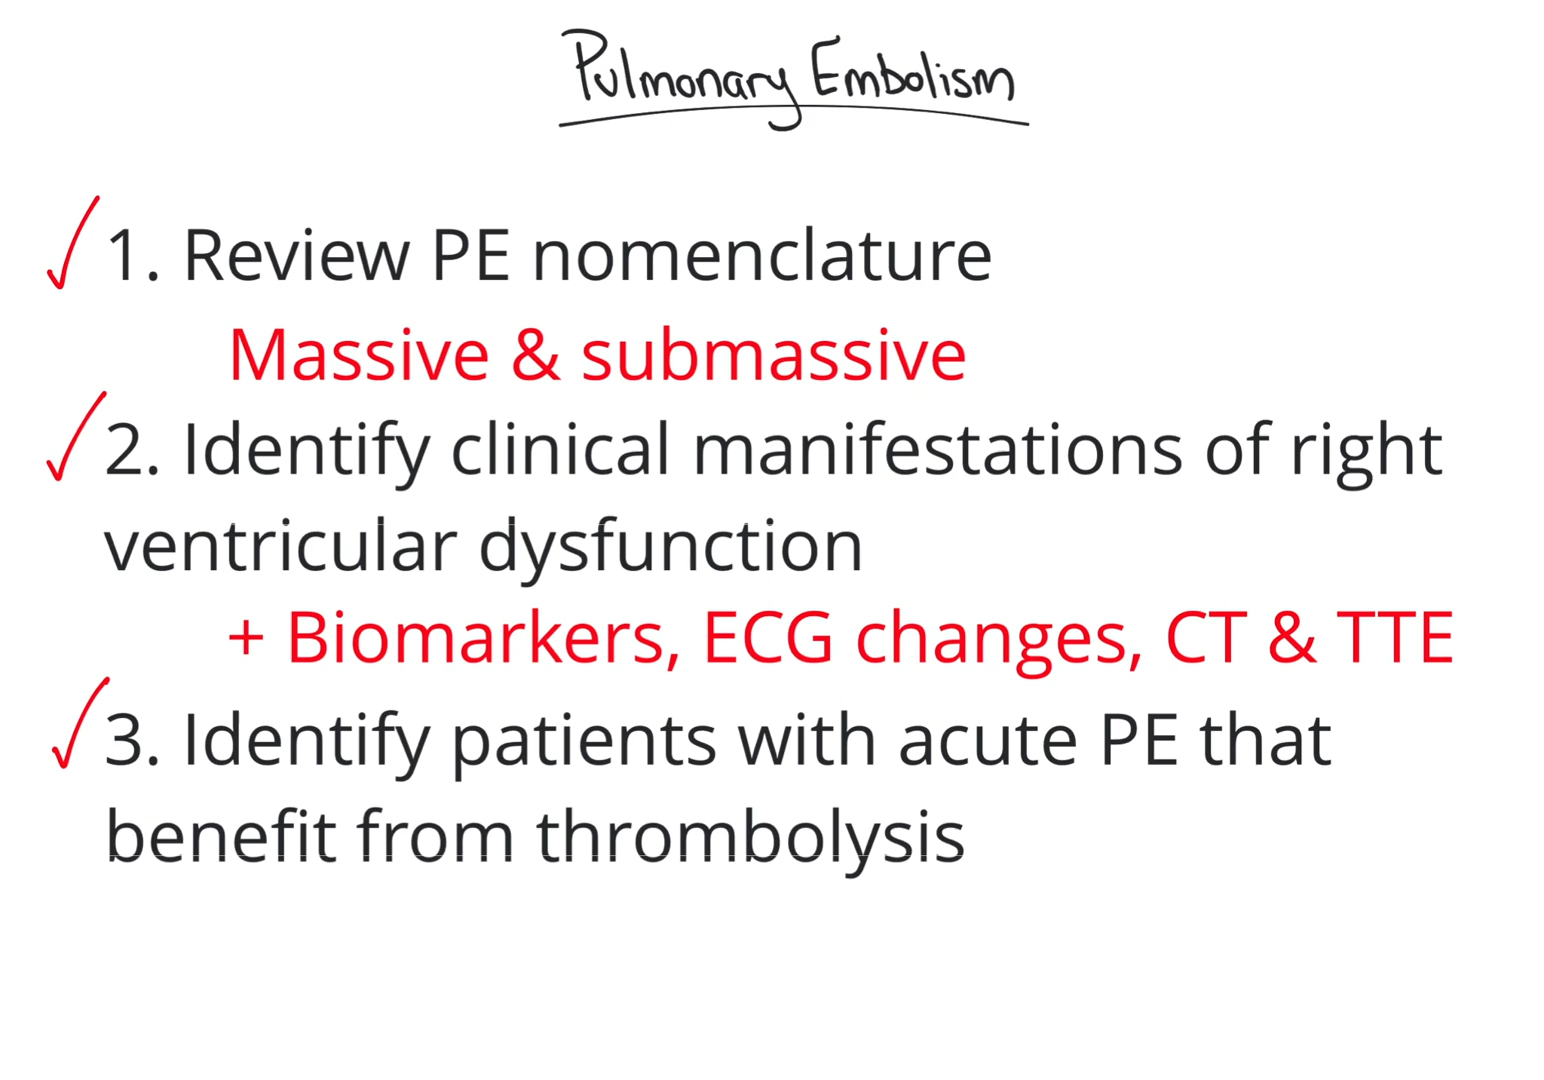 Pulmonary Embolism
1. Review PE nomenclature
Massive & submassive
2. Identify clinical manifestations of right
ventricular dysfunction
+ Biomarkers, ECG changes, CT & TTE
3. Identify patients with acute PE that
benefit from thrombolysis